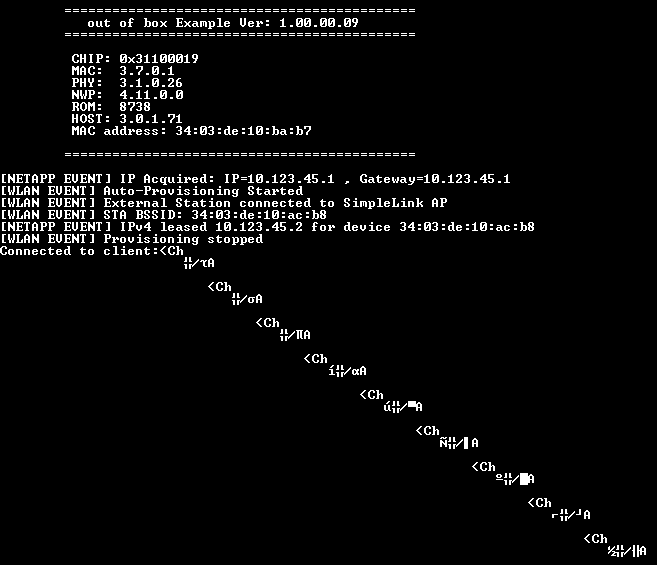 ============================================
out of box Example Ver: 1.00.00.09
============================================
CHIP: 0x31100019
MAC:  3.7.0.1
PHY:  3.1.0.26
NWP:  4.11.0.0
ROM:  8738
HOST: 3.0.1.71
MAC address: 34:03:de:10:ba:b7
============================================
[NETAPP EVENT] IP Acquired: IP=10.123.45.1 , Gateway=10.123.45.1
[WLAN EVENT] Auto-Provisioning Started
[WLAN EVENT] External Station connected to SimpleLink AP
[WLAN EVENT] STA BSSID: 34:03:de:10:ac:b8
[NETAPP EVENT] IPv4 leased 10.123.45.2 for device 34:03:de:10:ac:b8
[WLAN EVENT] Provisioning stopped
Connected to client:<Ch
╬/τA
<Ch
╬/σA
<Ch
╬/πA
<Ch
í╬/αA
<Ch
ú╬/▀A
<Ch
Ñ╬/▌A
<Ch
º╬/█A
<Ch
⌐╬/┘A
<Ch
½╬/╫A